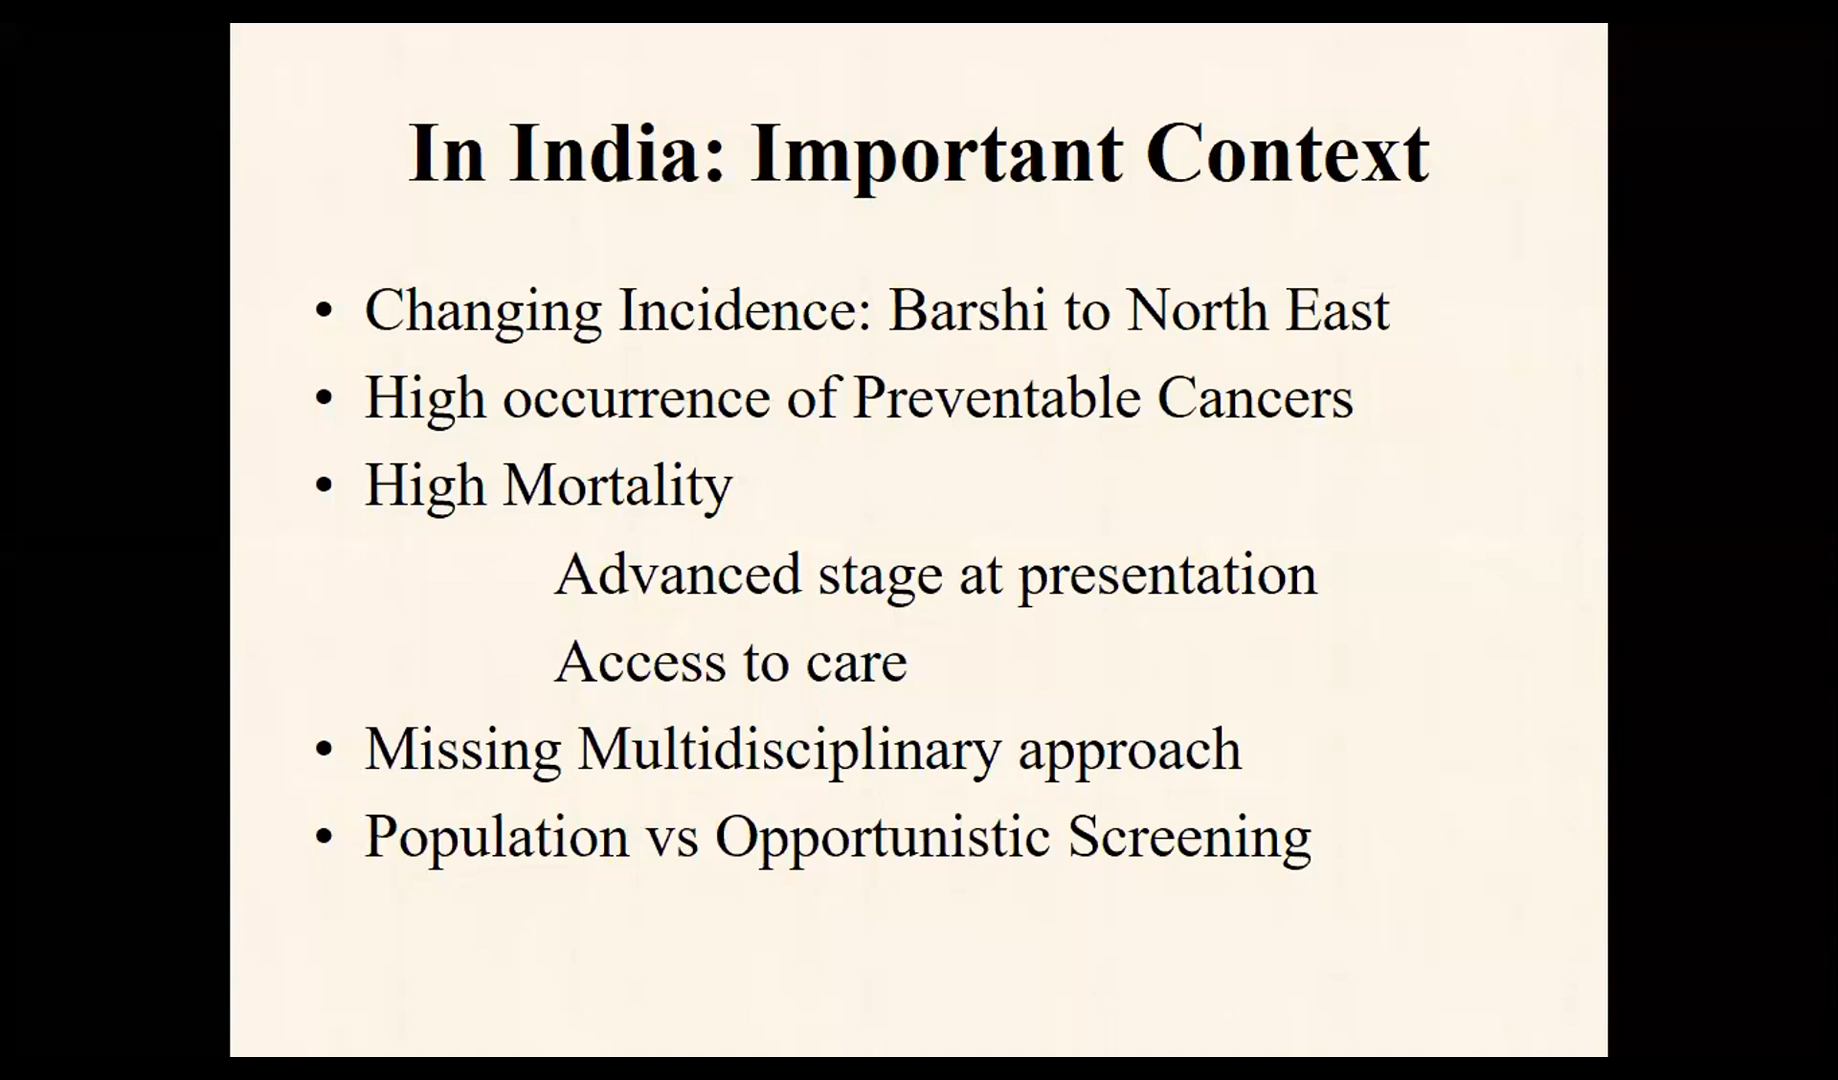 In India: Important Context
• Changing Incidence: Barshi to North East
• High occurrence of Preventable Cancers
• High Mortality
Advanced stage at presentation
Access to care
• Missing Multidisciplinary approach
• Population vs Opportunistic Screening